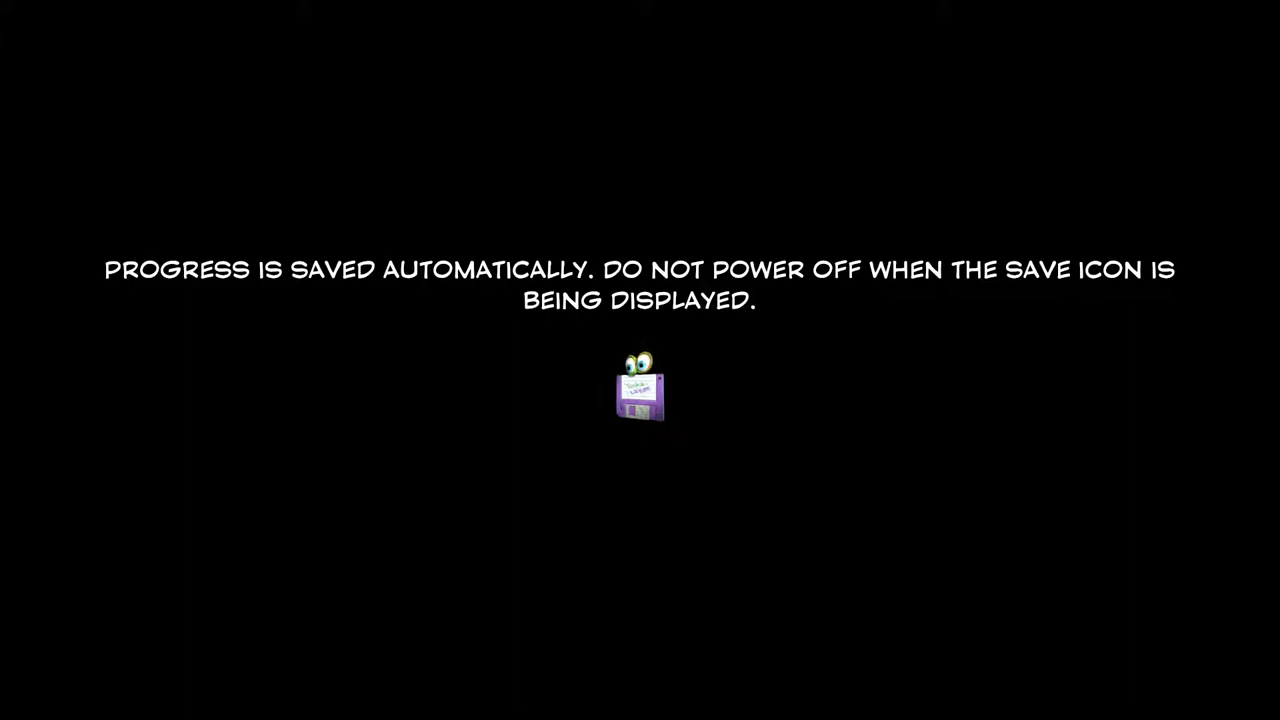 PROGRESS IS SAVED AUTOMATICALLY. DO NOT POWER OFF WHEN THE SAVE ICON IS
BEING DISPLAYED.